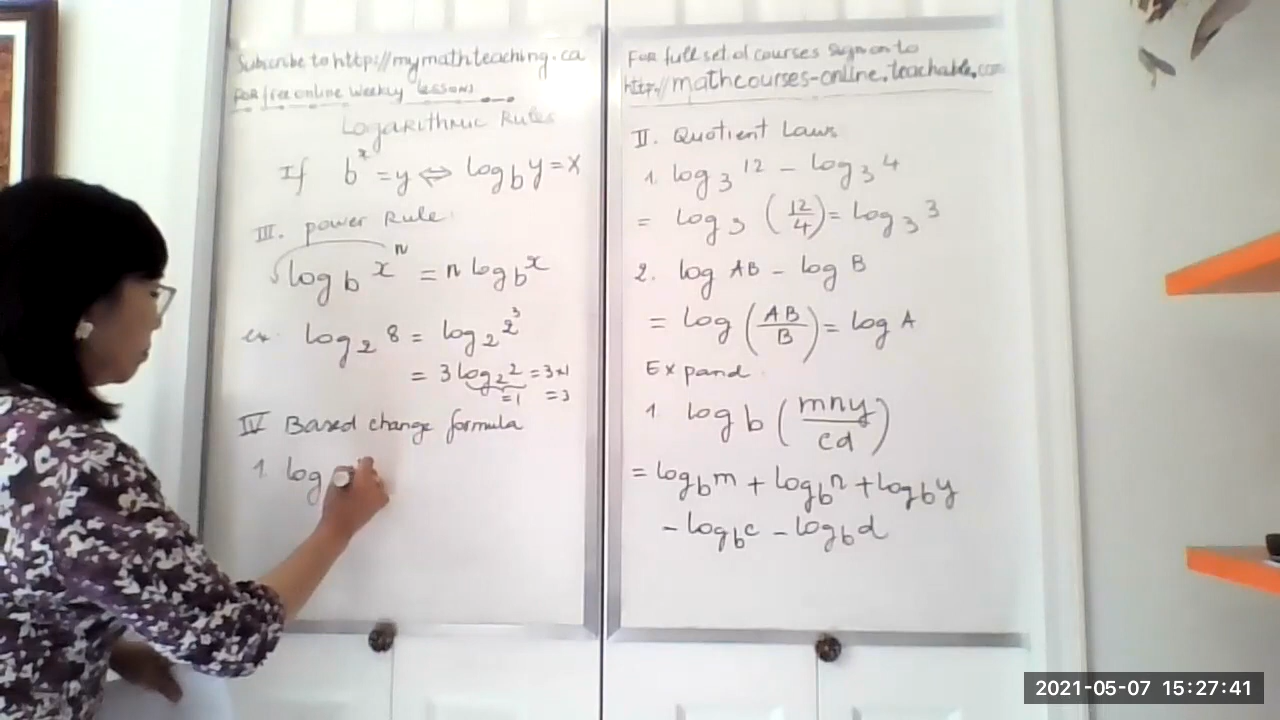 Subscribe to http://mymathteaching.ca
For free online weekly lessons
Logarithmic Rules
If b^x = y ⇔ log_b y = x
III. power Rule:
log_b x^n = n log_b x
ex: log_2 8 = log_2 2^3
= 3 log_2 2 = 3×1
= 1 = 3
IV Based change formula
1. log
For full set of courses sign on to
http://mathcourses-online.teachable.com
II. Quotient Laws
1. log_3 12 - log_3 4
= log_3 (12/4) = log_3 3
2. log AB - log B
= log (AB/B) = log A
Expand
1. log b (mny/cd)
= log_b m + log_b n + log_b y
- log_b c - log_b d
2021-05-07 15:27:41